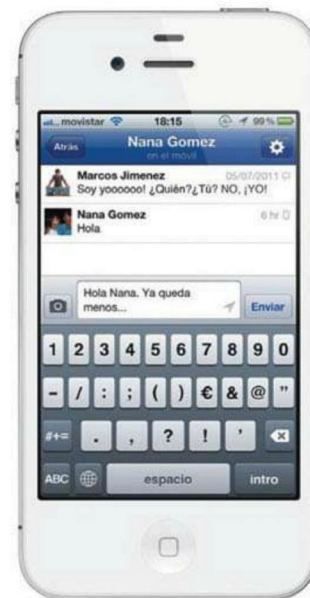 movistar 18:15 99%
Atrás Nana Gomez
en el móvil
Marcos Jimenez 05/07/2011
Soy yoooooo! ¿Quién?¿Tú? NO, ¡YO!
Nana Gomez 6 hr
Hola
Hola Nana. Ya queda
menos... Enviar
1 2 3 4 5 6 7 8 9 0
- / : ; ( ) € & @ "
#+= . , ? ! '
ABC espacio intro